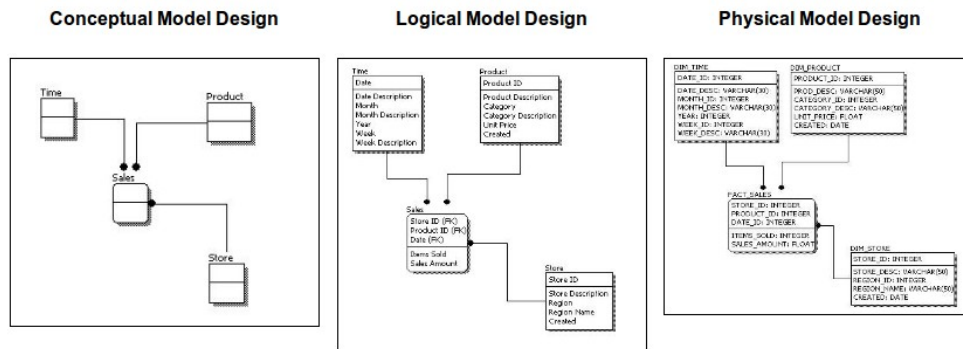 Conceptual Model Design
Logical Model Design
Physical Model Design
Time
Product
Sales
Store
Time
Date
Date Description
Month
Month Description
Year
Week
Week Description
Product
Product ID
Product Description
Category
Category Description
Unit Price
Created
Sales
Store ID (FK)
Product ID (FK)
Date (FK)
Items Sold
Sales Amount
Store
Store ID
Store Description
Region
Region Name
Created
DIM_TIME
DATE_ID: INTEGER
DATE_DESC: VARCHAR(30)
MONTH_ID: INTEGER
MONTH_DESC: VARCHAR(30)
YEAR: INTEGER
WEEK_ID: INTEGER
WEEK_DESC: VARCHAR(30)
DIM_PRODUCT
PRODUCT_ID: INTEGER
PROD_DESC: VARCHAR(50)
CATEGORY_ID: INTEGER
CATEGORY_DESC: VARCHAR(50)
UNIT_PRICE: FLOAT
CREATED: DATE
FACT_SALES
STORE_ID: INTEGER
PRODUCT_ID: INTEGER
DATE_ID: INTEGER
ITEMS_SOLD: INTEGER
SALES_AMOUNT: FLOAT
DIM_STORE
STORE_ID: INTEGER
STORE_DESC: VARCHAR(50)
REGION_ID: INTEGER
REGION_NAME: VARCHAR(50)
CREATED: DATE